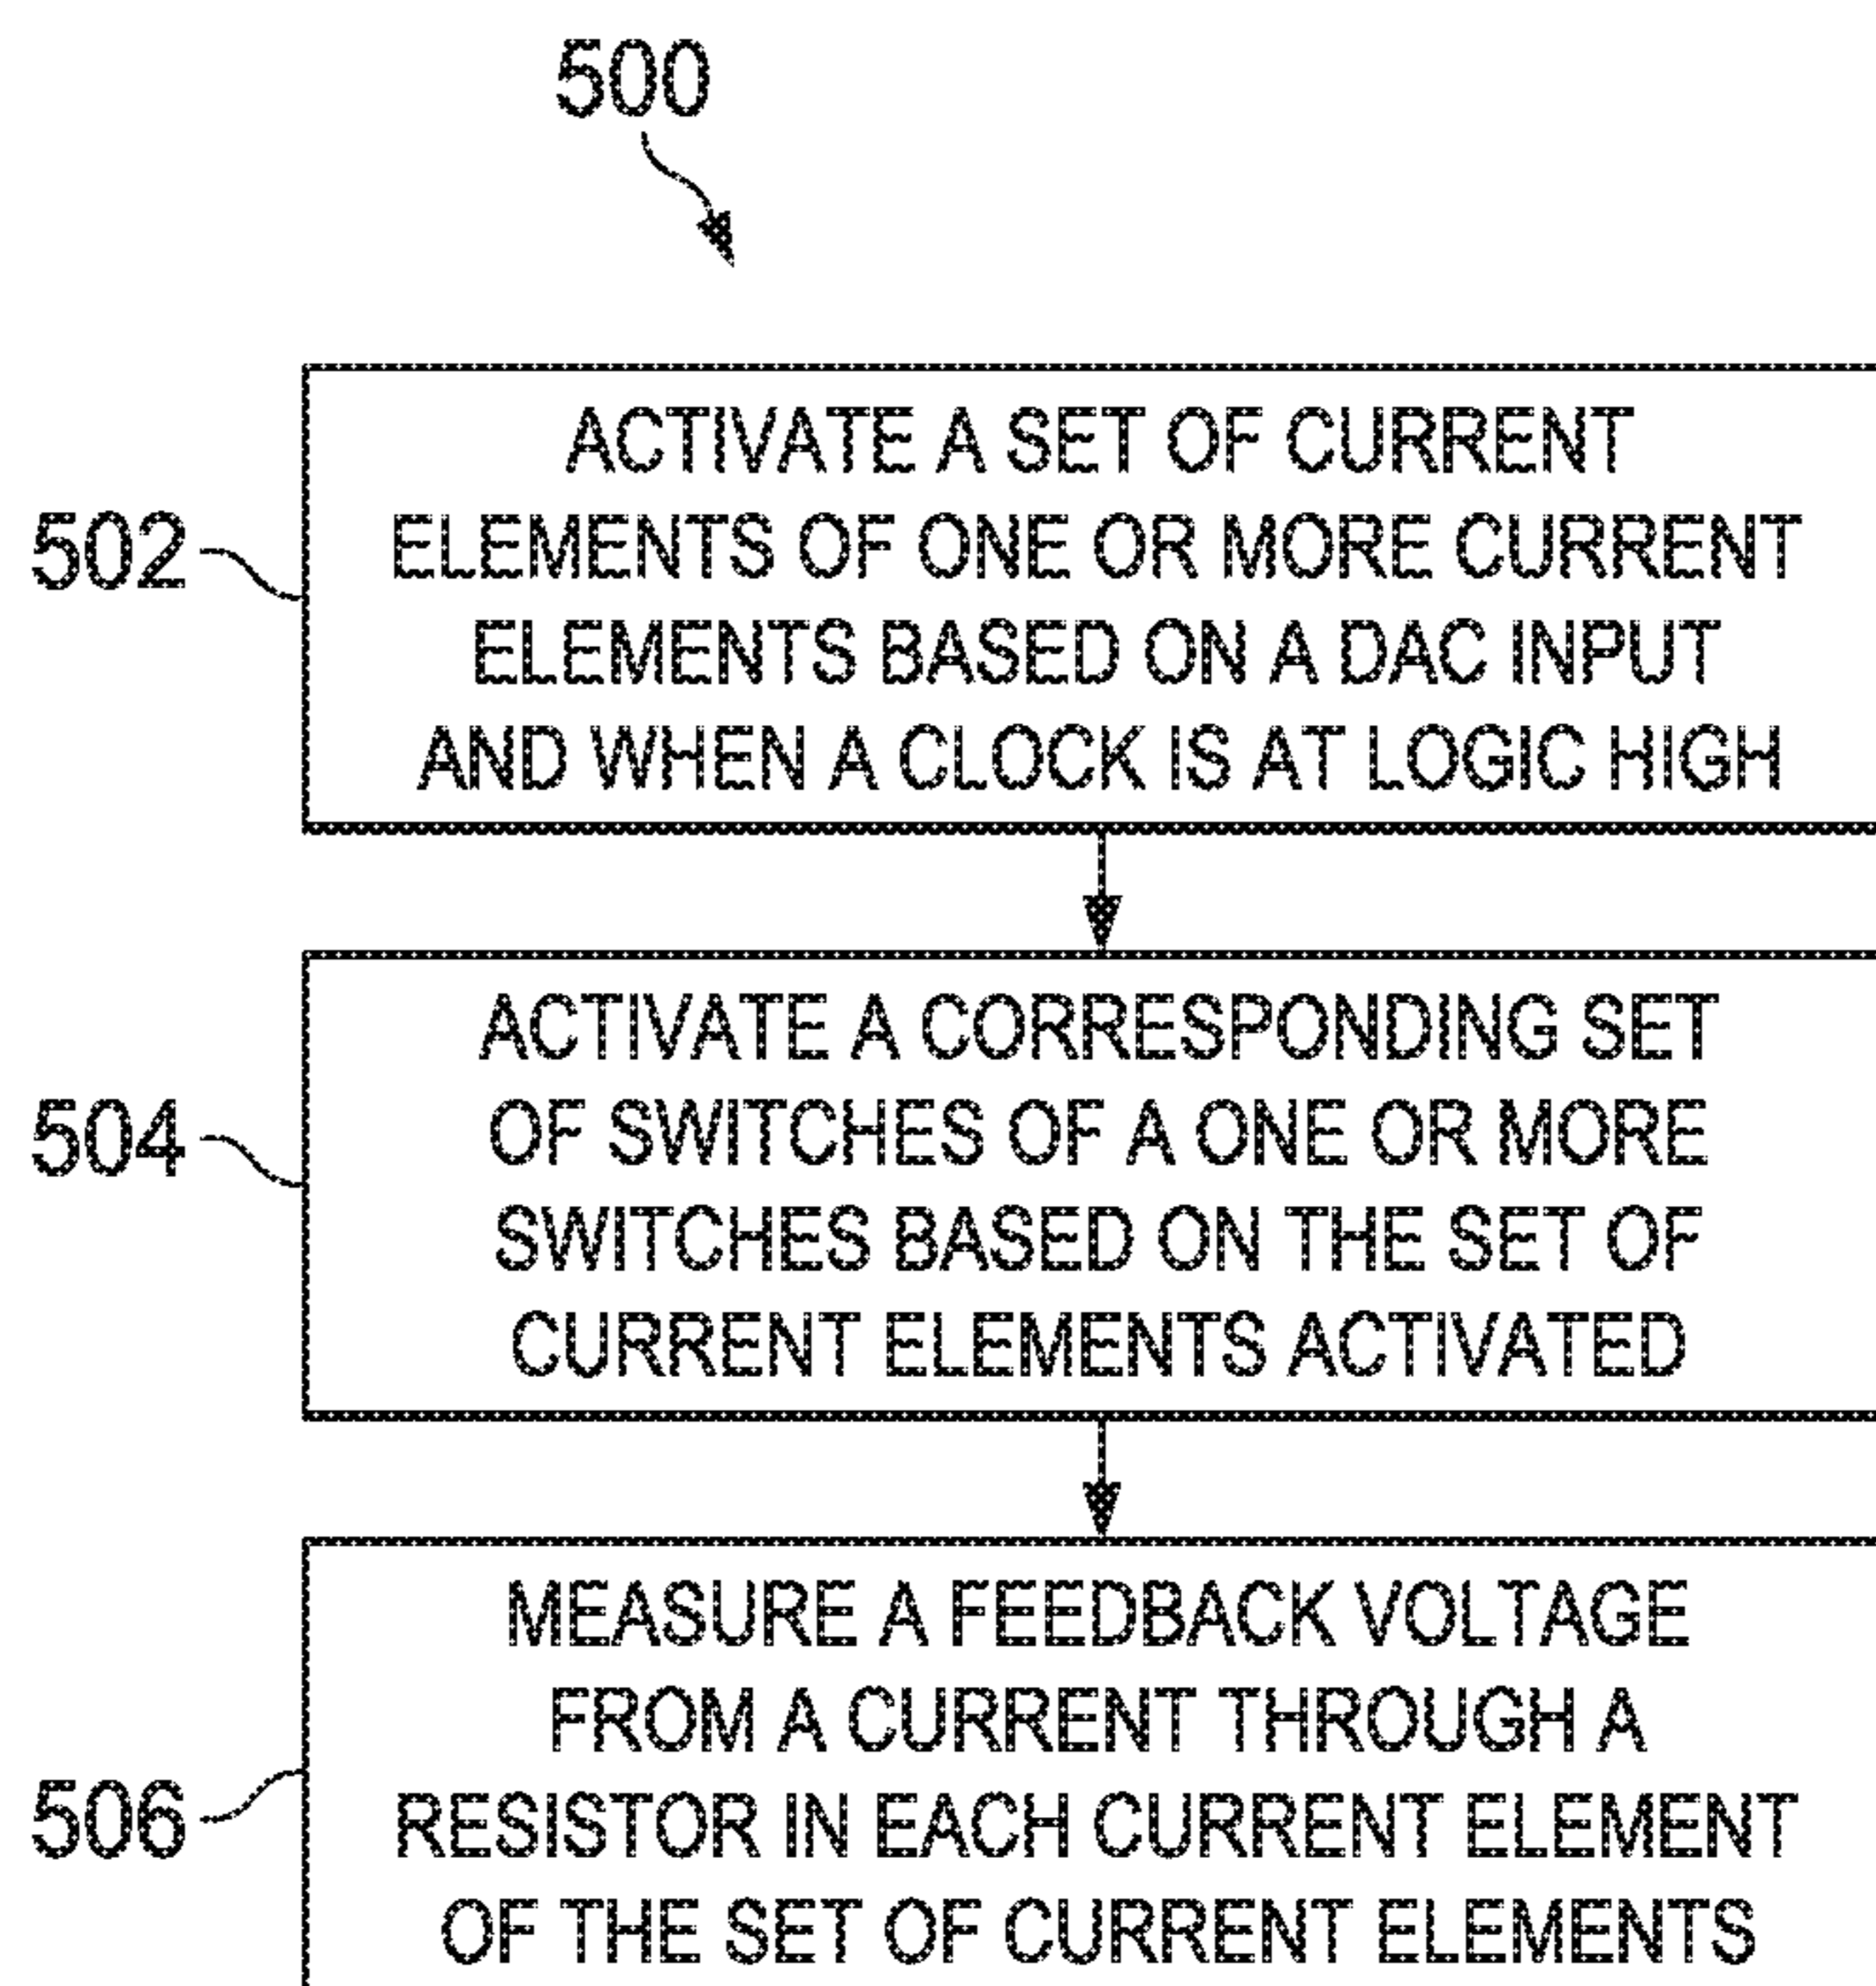 500
502
ACTIVATE A SET OF CURRENT
ELEMENTS OF ONE OR MORE CURRENT
ELEMENTS BASED ON A DAC INPUT
AND WHEN A CLOCK IS AT LOGIC HIGH
504
ACTIVATE A CORRESPONDING SET
OF SWITCHES OF A ONE OR MORE
SWITCHES BASED ON THE SET OF
CURRENT ELEMENTS ACTIVATED
506
MEASURE A FEEDBACK VOLTAGE
FROM A CURRENT THROUGH A
RESISTOR IN EACH CURRENT ELEMENT
OF THE SET OF CURRENT ELEMENTS